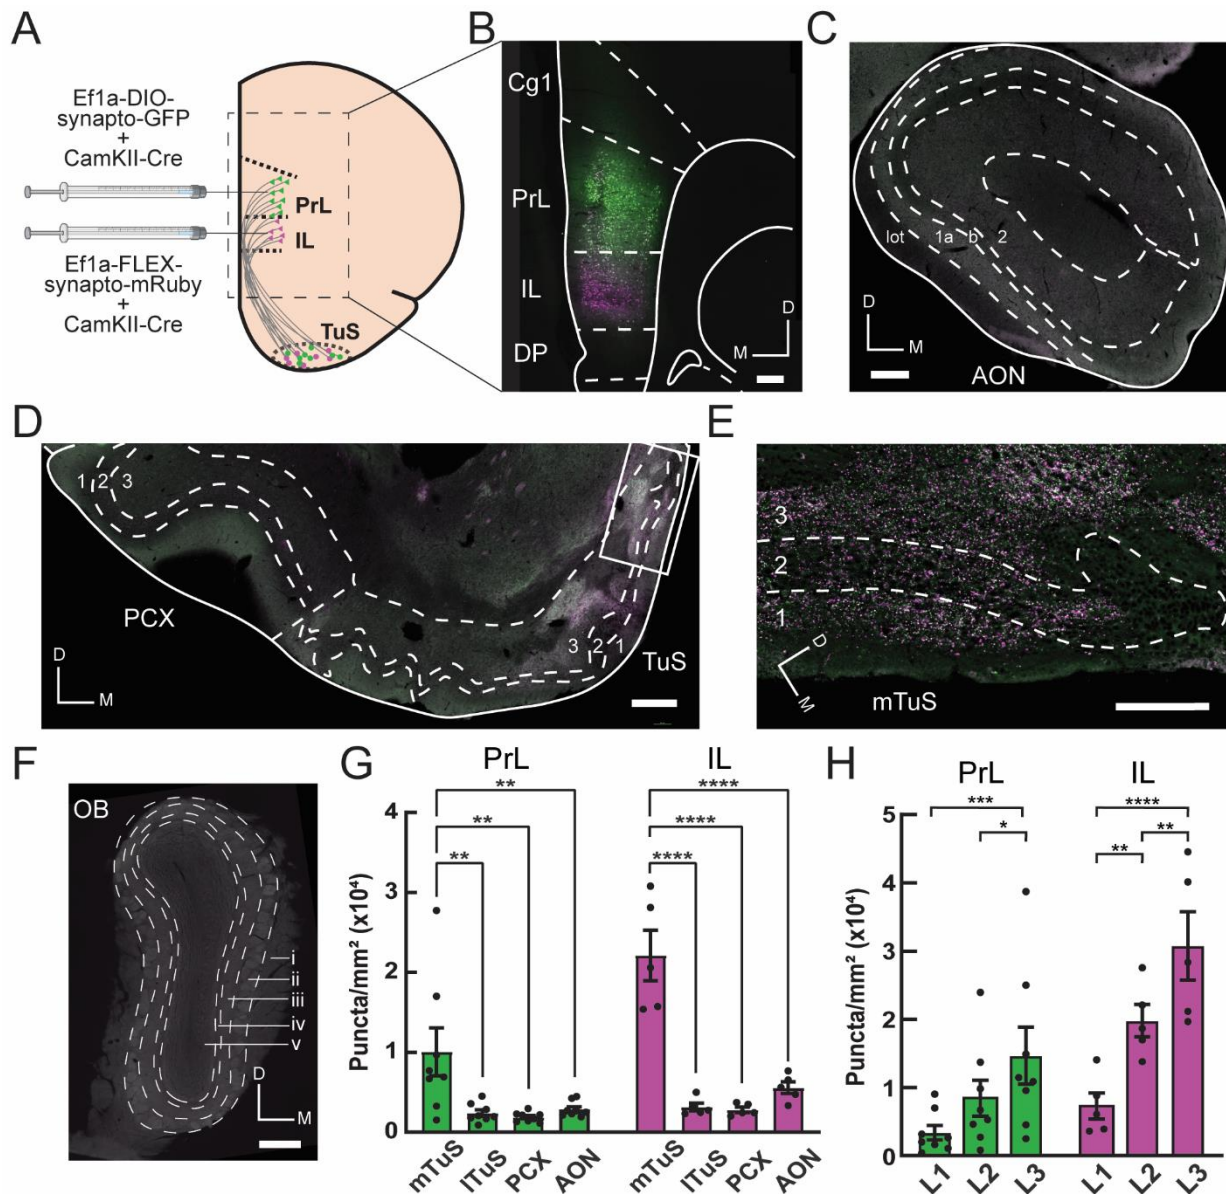 A
Ef1a-DIO-
synapto-GFP
+
CamKII-Cre
Ef1a-FLEX-
synapto-mRuby
+
CamKII-Cre
PrL
IL
TuS
B
Cg1
PrL
IL
DP
D
M
C
lot
1a
b
2
D
M
AON
D
1
2
3
PCX
D
M
3
2
1
TuS
E
3
2
1
D
M
mTuS
F
OB
i
ii
iii
iv
v
D
M
G
PrL
IL
**
**
**
****
****
****
Puncta/mm² (x10⁴)
4
3
2
1
0
mTuS
lTuS
PCX
AON
mTuS
lTuS
PCX
AON
H
PrL
IL
***
*
****
**
**
Puncta/mm² (x10⁴)
5
4
3
2
1
0
L1
L2
L3
L1
L2
L3